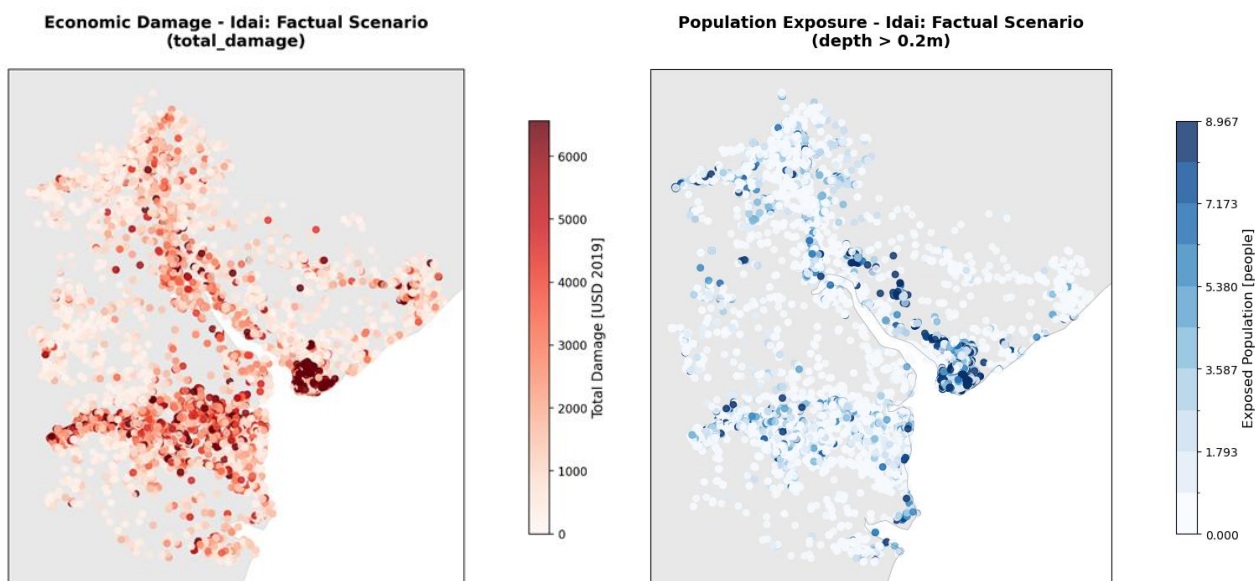 Economic Damage - Idai: Factual Scenario
(total_damage)
6000
5000
4000
3000
2000
1000
0
Total Damage [USD 2019]
Population Exposure - Idai: Factual Scenario
(depth > 0.2m)
8.967
7.173
5.380
3.587
1.793
0.000
Exposed Population [people]